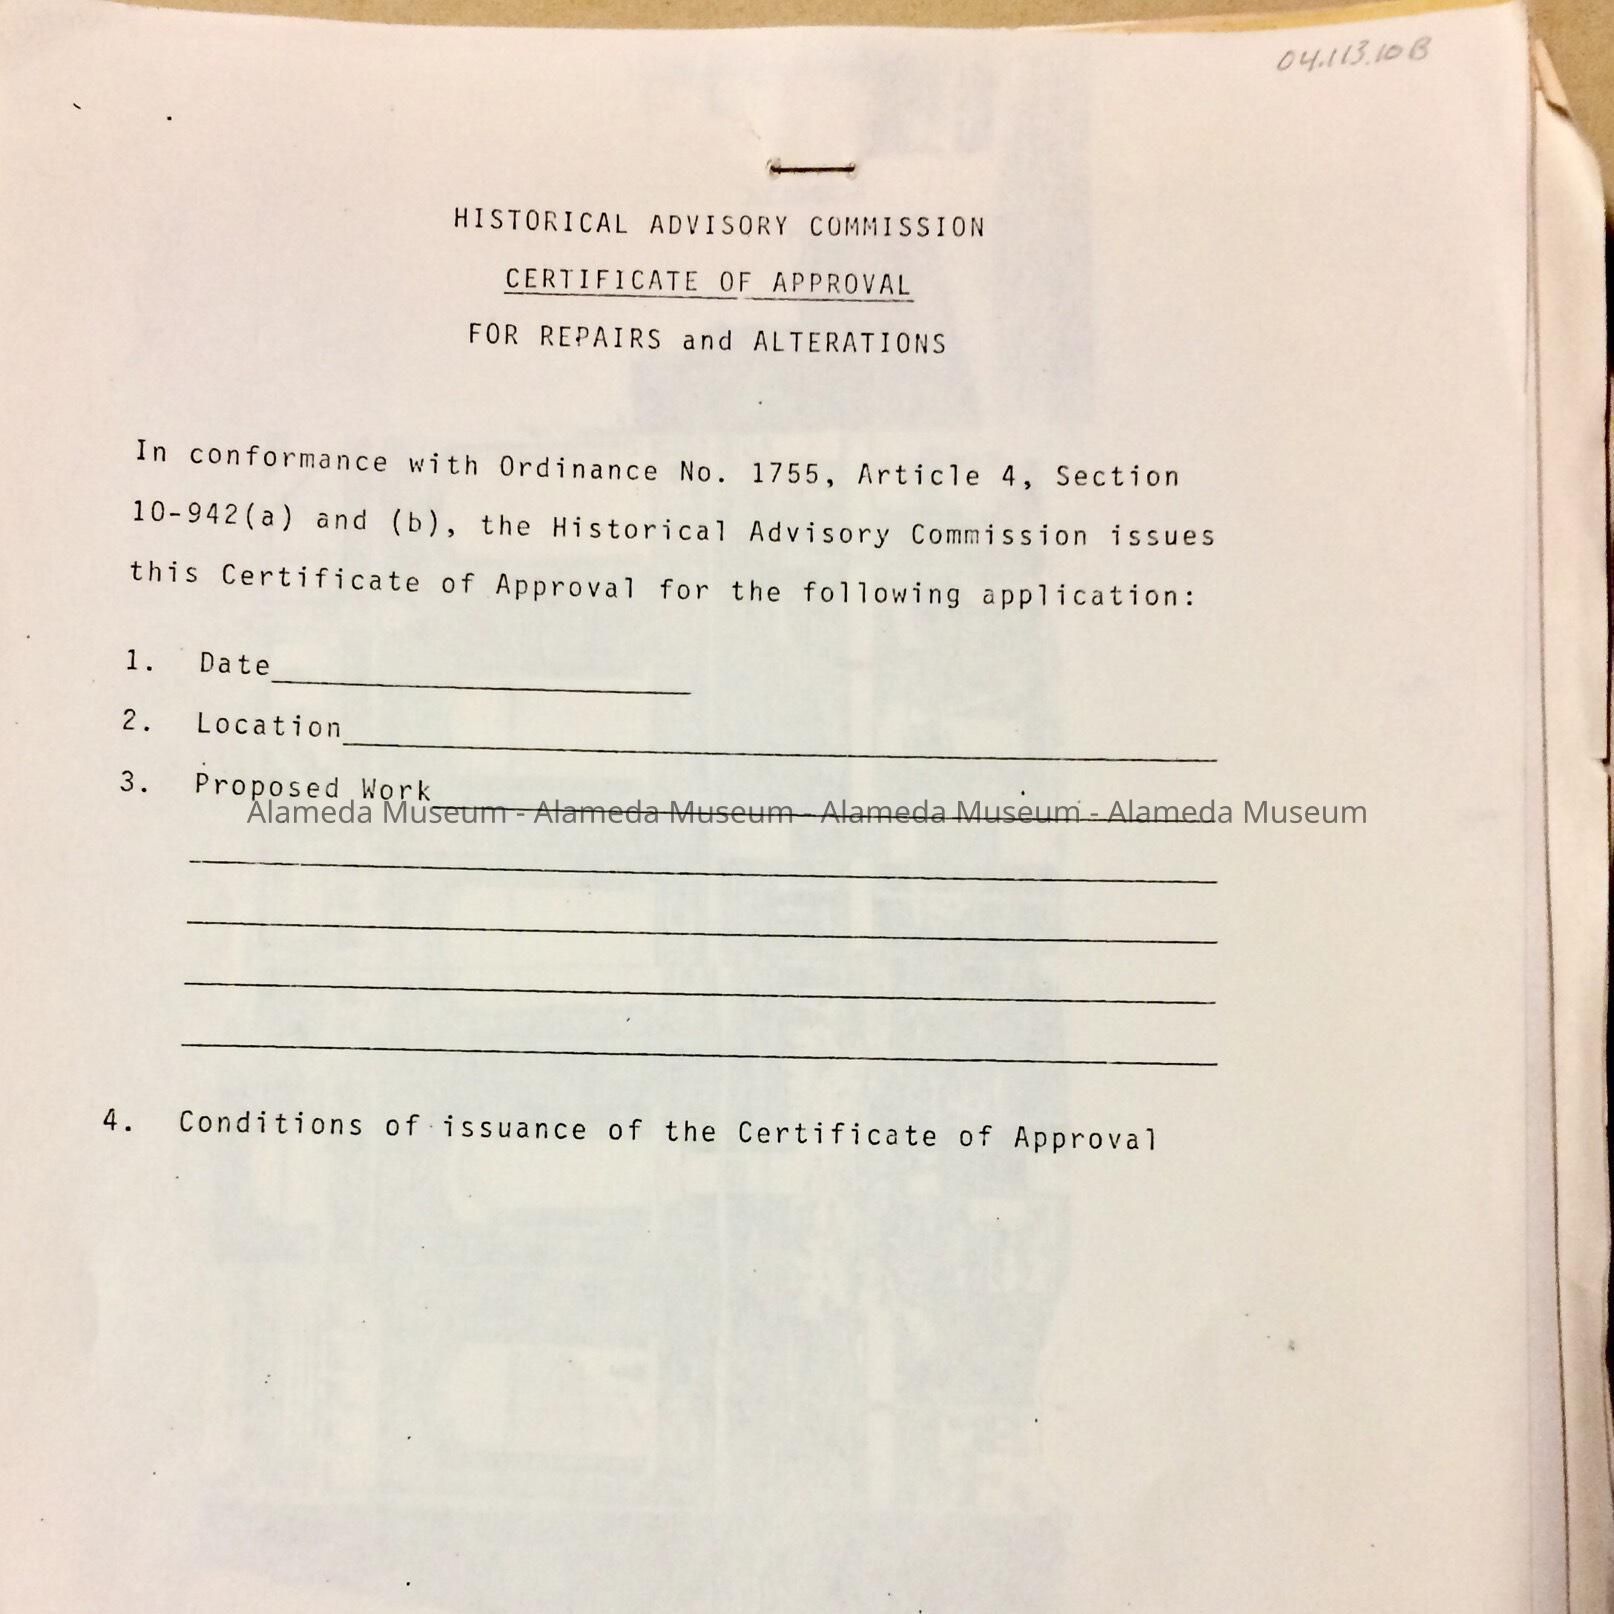 04.113.10B
HISTORICAL ADVISORY COMMISSION
CERTIFICATE OF APPROVAL
FOR REPAIRS and ALTERATIONS
In conformance with Ordinance No. 1755, Article 4, Section
10-942(a) and (b), the Historical Advisory Commission issues
this Certificate of Approval for the following application:
1. Date
2. Location
3. Proposed Work
Alameda Museum - Alameda Museum - Alameda Museum - Alameda Museum
4. Conditions of issuance of the Certificate of Approval